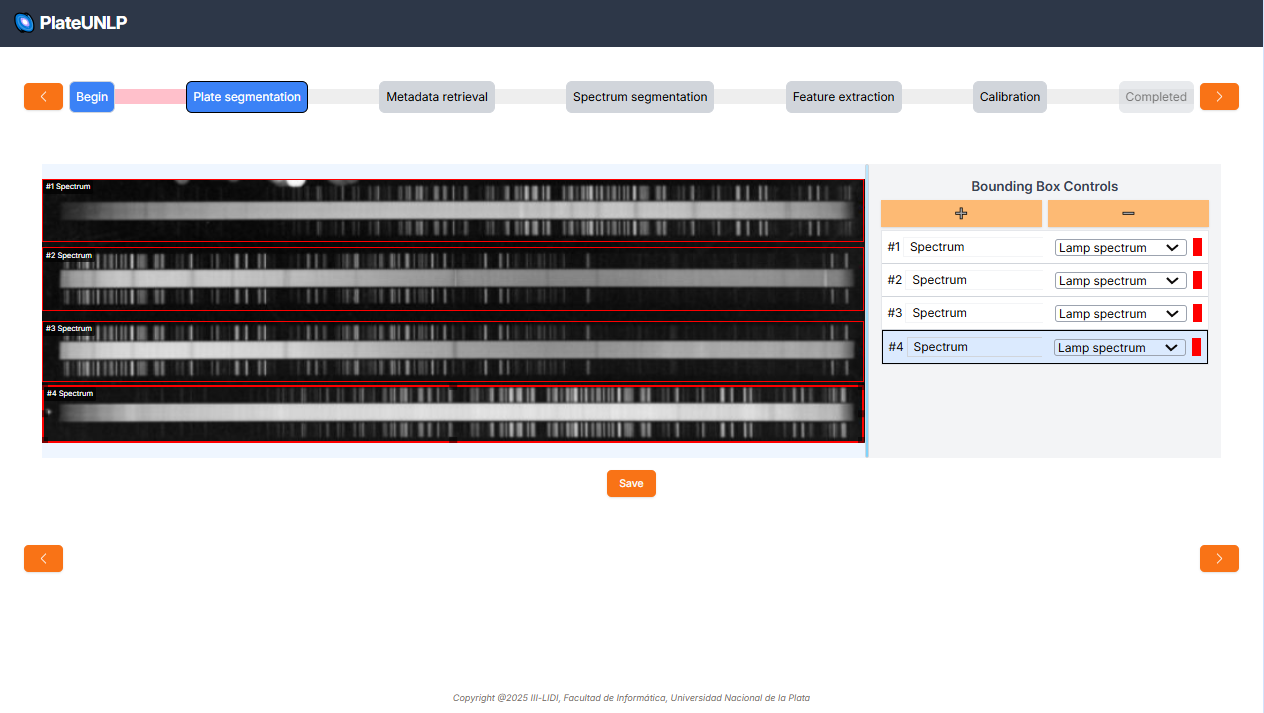 PlateUNLP
Begin
Plate segmentation
Metadata retrieval
Spectrum segmentation
Feature extraction
Calibration
Completed
#1 Spectrum
#2 Spectrum
#3 Spectrum
#4 Spectrum
Bounding Box Controls
#1 Spectrum Lamp spectrum
#2 Spectrum Lamp spectrum
#3 Spectrum Lamp spectrum
#4 Spectrum Lamp spectrum
Save
Copyright @2025 III-LIDI, Facultad de Informática, Universidad Nacional de la Plata